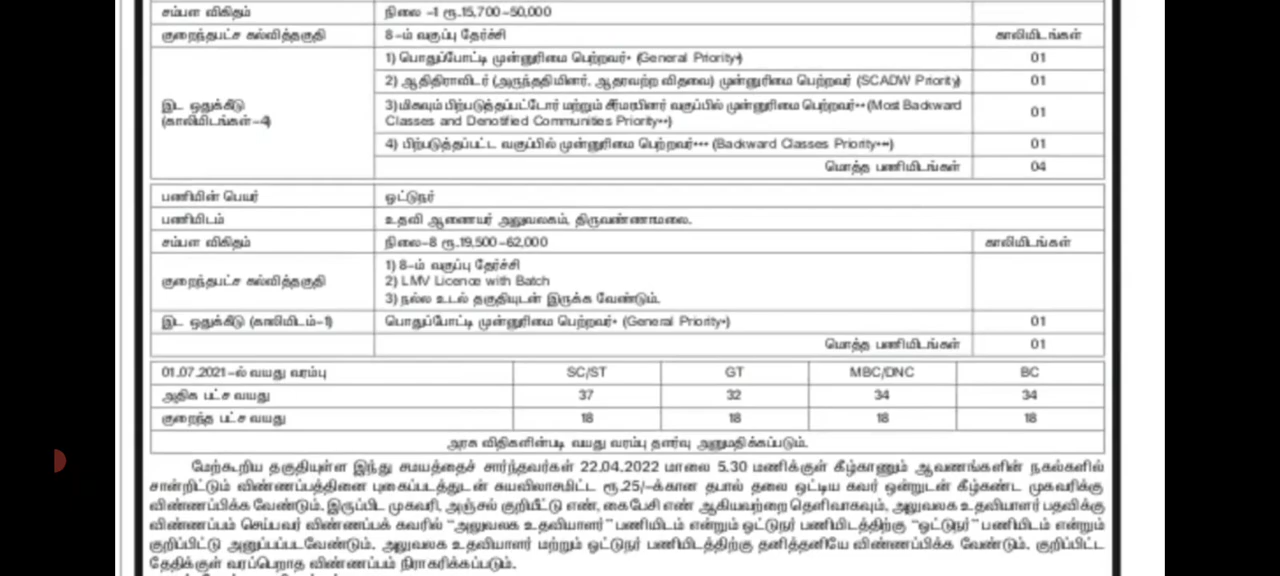 சம்பள விகிதம் நிலை -1 ரூ.15,700-50,000
குறைந்தபட்ச கல்வித்தகுதி 8-ம் வகுப்பு தேர்ச்சி காலியிடங்கள்
1) பொதுப்போட்டி முன்னுரிமை பெற்றவர்* (General Priority*) 01
2) ஆதிதிராவிடர் (அருந்ததியினர், ஆதரவற்ற விதவை) முன்னுரிமை பெற்றவர் (SCADW Priority) 01
இட ஒதுக்கீடு
(காலியிடங்கள்-4)
3)மிகவும் பிற்படுத்தப்பட்டோர் மற்றும் சீர்மரபினர் வகுப்பில் முன்னுரிமை பெற்றவர்** (Most Backward
Classes and Denotified Communities Priority**) 01
4) பிற்படுத்தப்பட்ட வகுப்பில் முன்னுரிமை பெற்றவர்*** (Backward Classes Priority***) 01
மொத்த பணியிடங்கள் 04
பணியின் பெயர் ஓட்டுநர்
பணியிடம் உதவி ஆணையர் அலுவலகம், திருவண்ணாமலை.
சம்பள விகிதம் நிலை-8 ரூ.19,500-62,000 காலியிடங்கள்
குறைந்தபட்ச கல்வித்தகுதி 1) 8-ம் வகுப்பு தேர்ச்சி
2) LMV Licence with Batch
3) நல்ல உடல் தகுதியுடன் இருக்க வேண்டும்.
இட ஒதுக்கீடு (காலியிடம்-1) பொதுப்போட்டி முன்னுரிமை பெற்றவர்* (General Priority*) 01
மொத்த பணியிடங்கள் 01
01.07.2021-ல் வயது வரம்பு SC/ST GT MBC/DNC BC
அதிக பட்ச வயது 37 32 34 34
குறைந்த பட்ச வயது 18 18 18 18
அரசு விதிகளின்படி வயது வரம்பு தளர்வு அனுமதிக்கப்படும்.
மேற்கூறிய தகுதியுள்ள இந்து சமயத்தைச் சார்ந்தவர்கள் 22.04.2022 மாலை 5.30 மணிக்குள் கீழ்காணும் ஆவணங்களின் நகல்களில்
சான்றிட்டும் விண்ணப்பத்தினை புகைப்படத்துடன் சுயவிலாசமிட்ட ரூ.25/-க்கான தபால் தலை ஒட்டிய கவர் ஒன்றுடன் கீழ்கண்ட முகவரிக்கு
விண்ணப்பிக்க வேண்டும். இருப்பிட முகவரி, அஞ்சல் குறியீட்டு எண், கைபேசி எண் ஆகியவற்றை தெளிவாகவும், அலுவலக உதவியாளர் பதவிக்கு
விண்ணப்பம் செய்பவர் விண்ணப்பக் கவரில் "அலுவலக உதவியாளர்" பணியிடம் என்றும் ஓட்டுநர் பணியிடத்திற்கு "ஓட்டுநர்" பணியிடம் என்றும்
குறிப்பிட்டு அனுப்பப்படவேண்டும். அலுவலக உதவியாளர் மற்றும் ஓட்டுநர் பணியிடத்திற்கு தனித்தனியே விண்ணப்பிக்க வேண்டும். குறிப்பிட்ட
தேதிக்குள் வரப்பெறாத விண்ணப்பம் நிராகரிக்கப்படும்.